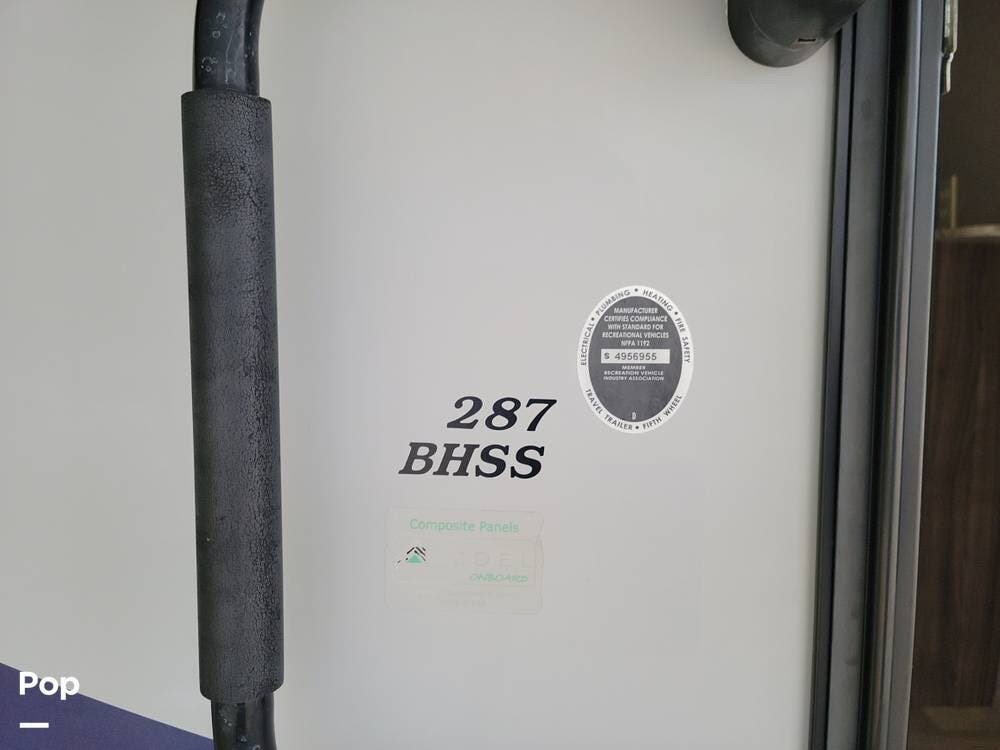 ELECTRICAL • PLUMBING • HEATING • FIRE SAFETY
MANUFACTURER
CERTIFIES COMPLIANCE
WITH STANDARD FOR
RECREATIONAL VEHICLES
NFPA 1192
S 4956955
MEMBER
RECREATION VEHICLE
INDUSTRY ASSOCIATION
D
TRAVEL TRAILER • FIFTH WHEEL
287
BHSS
Composite Panels
ONBOARD
Pop